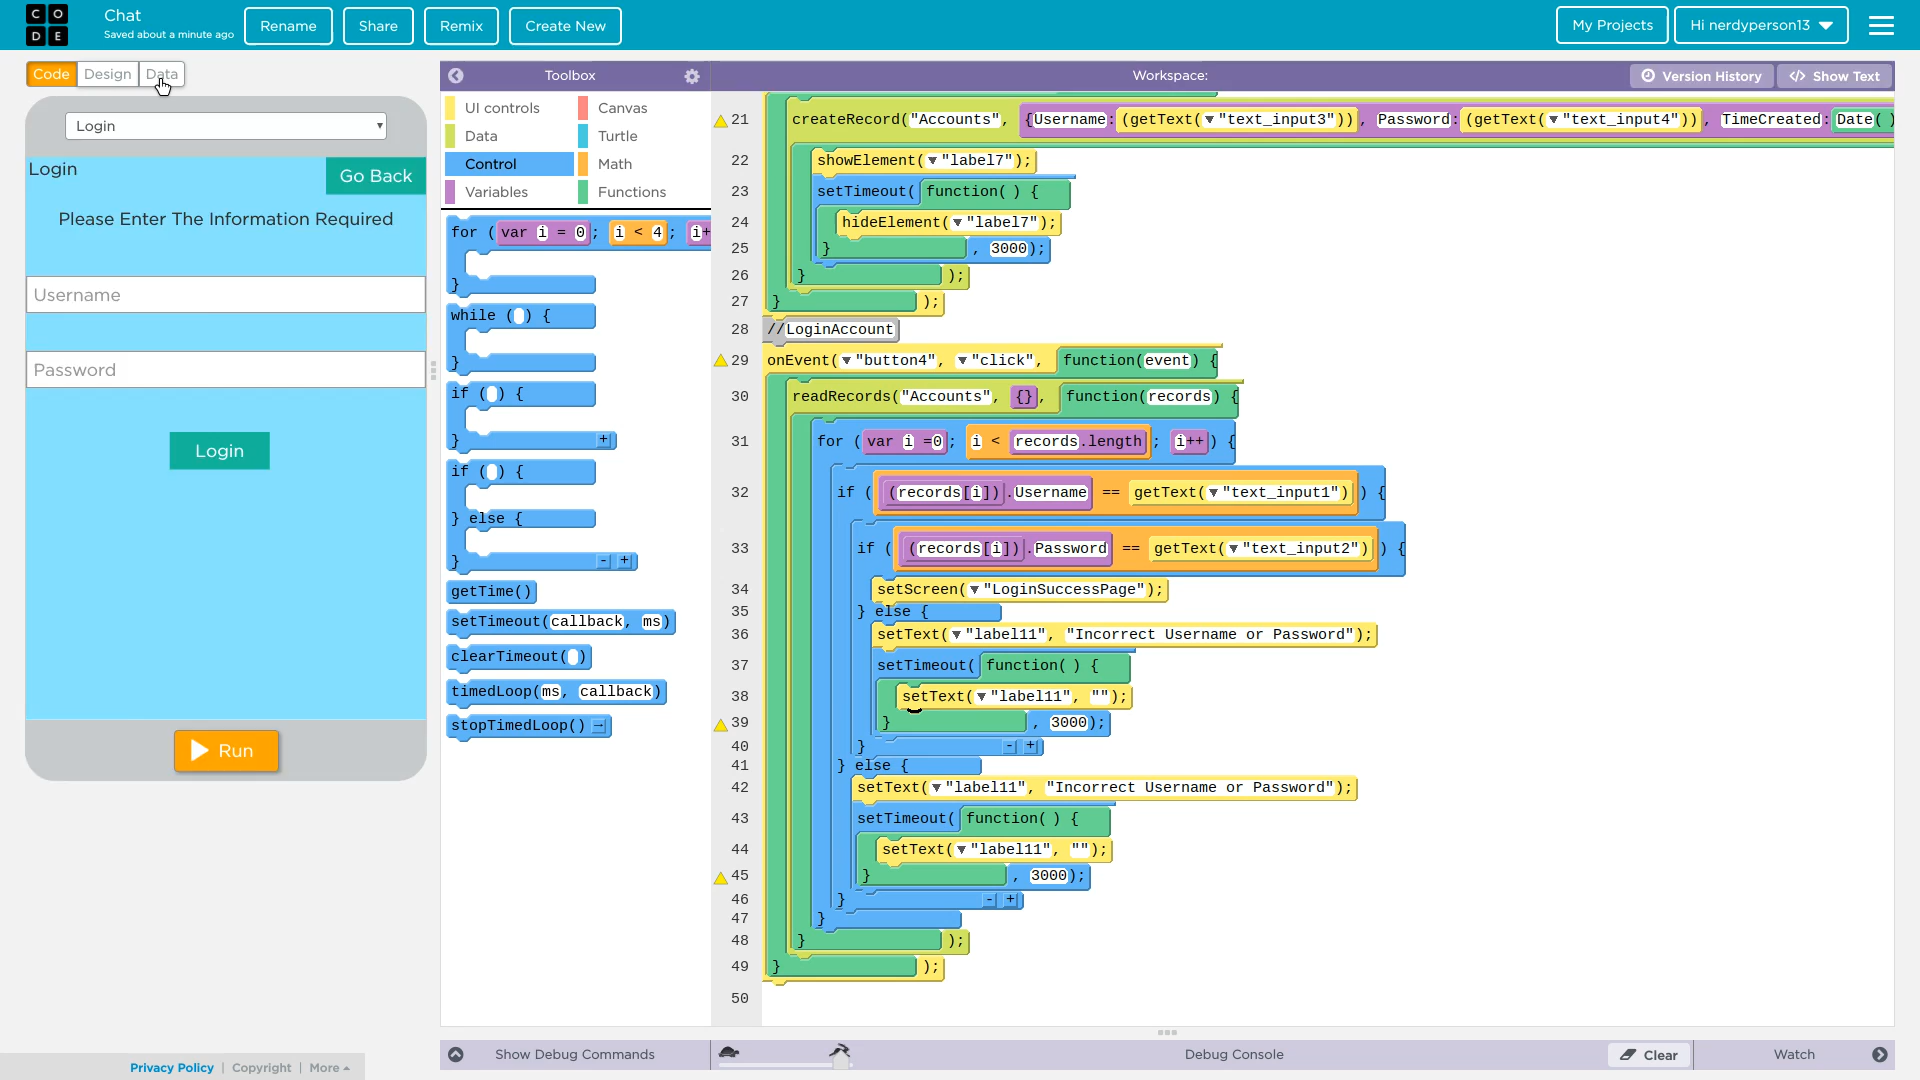 CODE
Chat
Saved about a minute ago
Rename
Share
Remix
Create New
My Projects
Hi nerdyperson13
Code
Design
Data
Login
Login
Go Back
Please Enter The Information Required
Username
Password
Login
Run
Privacy Policy | Copyright | More
Toolbox
UI controls
Canvas
Data
Turtle
Control
Math
Variables
Functions
for ( var i = 0 ; i < 4 ; i+
}
while ( ) {
}
if ( ) {
} +
if ( ) {
} else {
} - +
getTime()
setTimeout(callback, ms)
clearTimeout( )
timedLoop(ms, callback)
stopTimedLoop()
Show Debug Commands
Workspace:
Version History
</> Show Text
21 createRecord("Accounts", {Username: (getText( "text_input3")), Password: (getText( "text_input4")), TimeCreated: Date( )
22 showElement( "label7");
23 setTimeout( function( ) {
24 hideElement( "label7");
25 } , 3000);
26 } );
27 } );
28 //LoginAccount
29 onEvent( "button4", "click", function(event) {
30 readRecords("Accounts", {}, function(records) {
31 for ( var i =0; i < records.length ; i++ ) {
32 if ( (records[i]).Username == getText( "text_input1") ) {
33 if ( (records[i]).Password == getText( "text_input2") ) {
34 setScreen( "LoginSuccessPage");
35 } else {
36 setText( "label11", "Incorrect Username or Password");
37 setTimeout( function( ) {
38 setText( "label11", "");
39 } , 3000);
40 } - +
41 } else {
42 setText( "label11", "Incorrect Username or Password");
43 setTimeout( function( ) {
44 setText( "label11", "");
45 } , 3000);
46 } - +
47 }
48 } );
49 } );
50
Debug Console
Clear
Watch